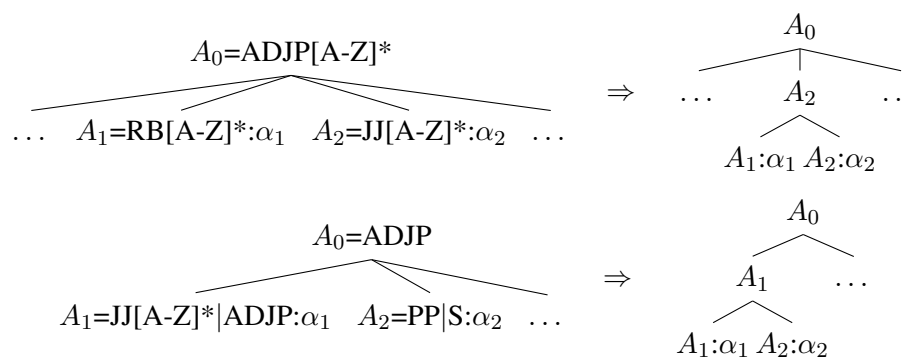 A₀=ADJP[A-Z]* ⇒ A₀
... A₁=RB[A-Z]*:α₁ A₂=JJ[A-Z]*:α₂ ... ... A₂ ..
A₁:α₁ A₂:α₂
A₀=ADJP ⇒ A₀
A₁=JJ[A-Z]*|ADJP:α₁ A₂=PP|S:α₂ ... A₁ ...
A₁:α₁ A₂:α₂